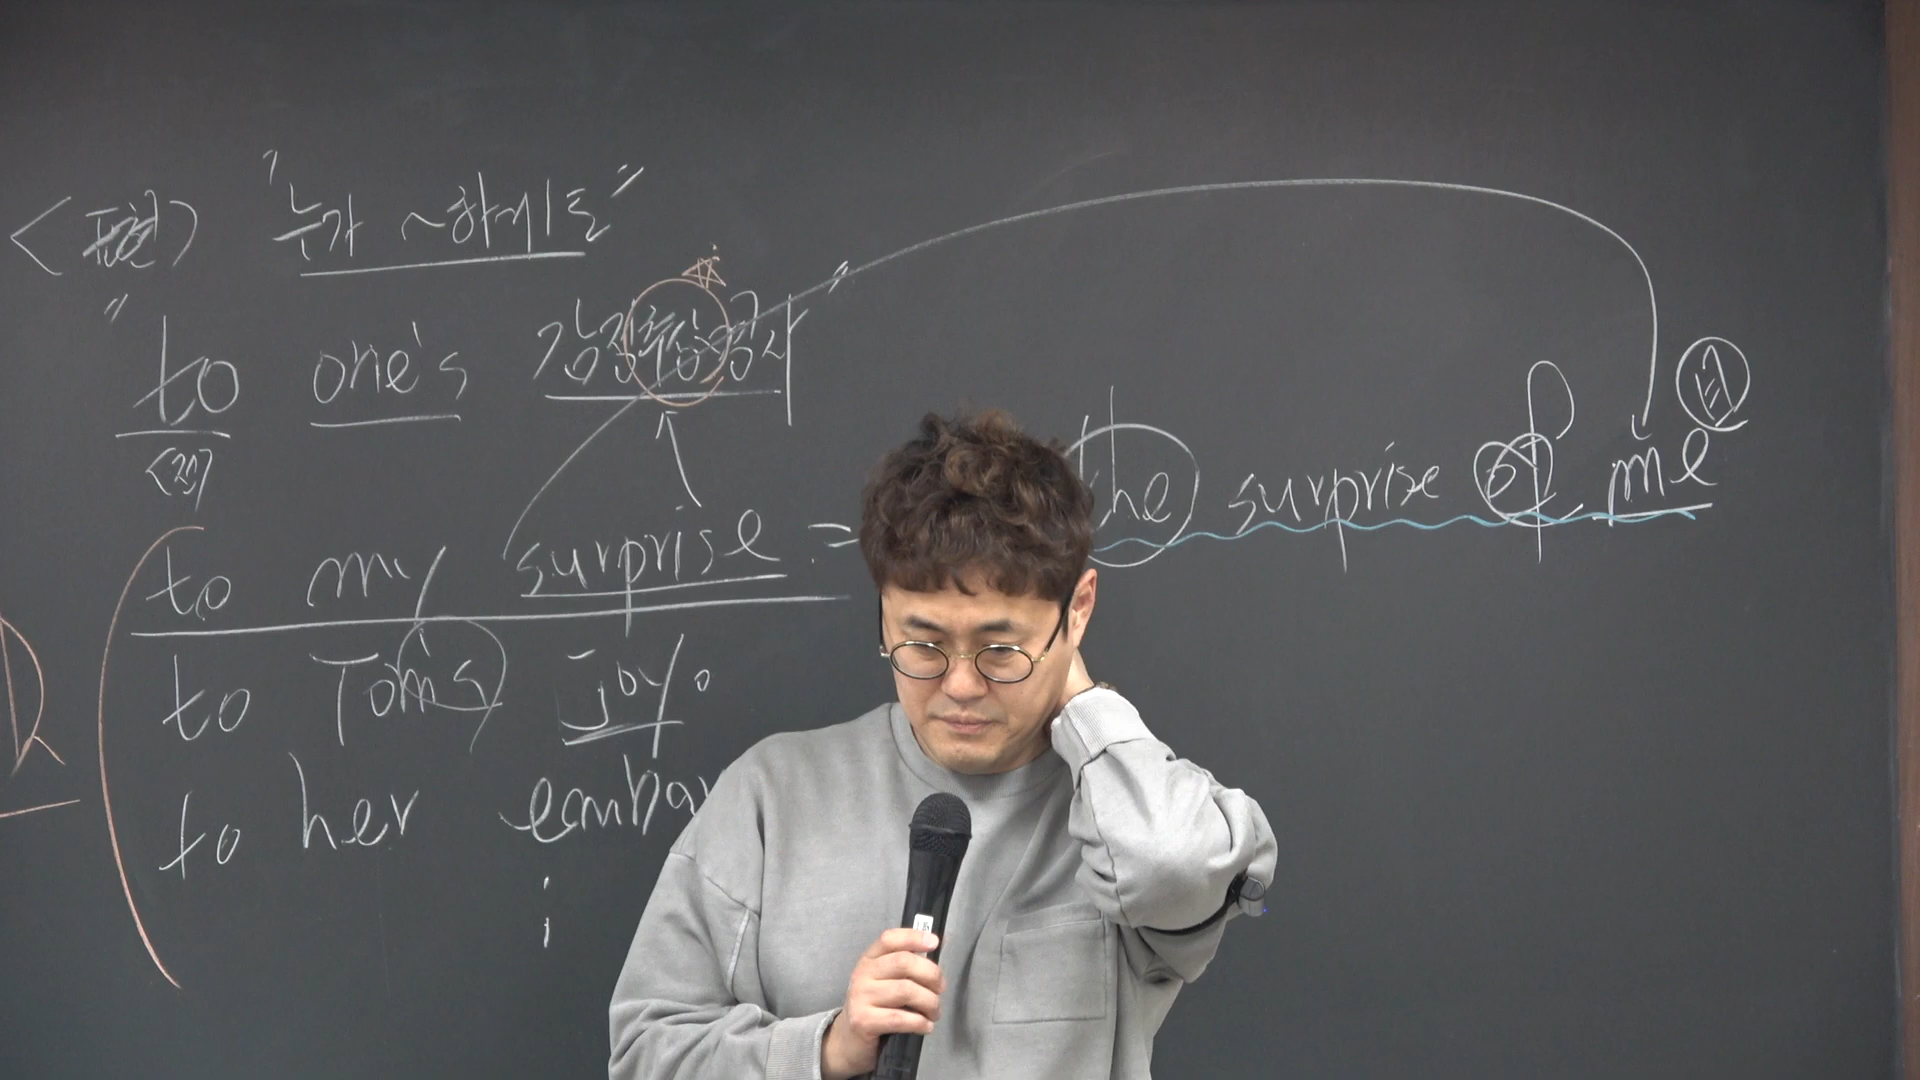 <표현> "누가 ~하게도"
"to one's 감정추상명사"
<전>
to my surprise = the surprise of me
to Tom's joy.
to her embar